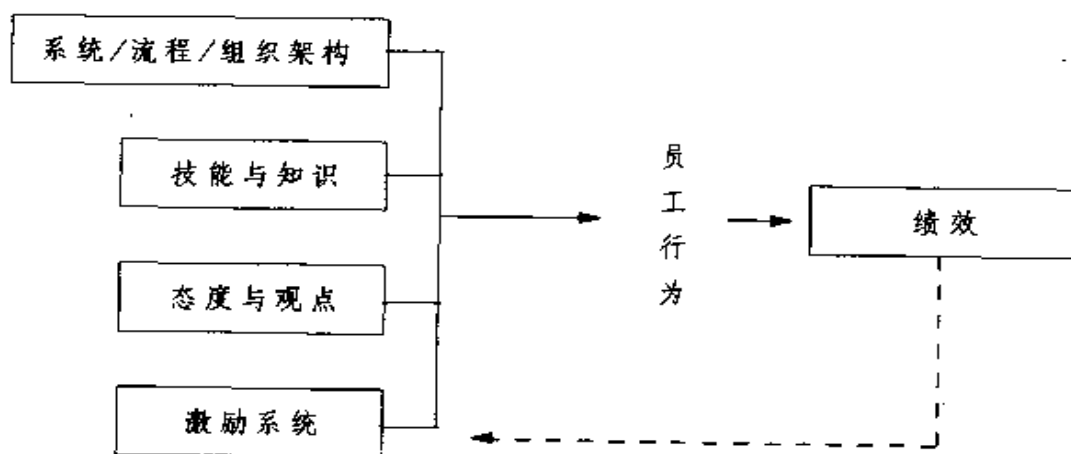 系统/流程/组织架构
技能与知识
态度与观点
激励系统
员工行为
绩效